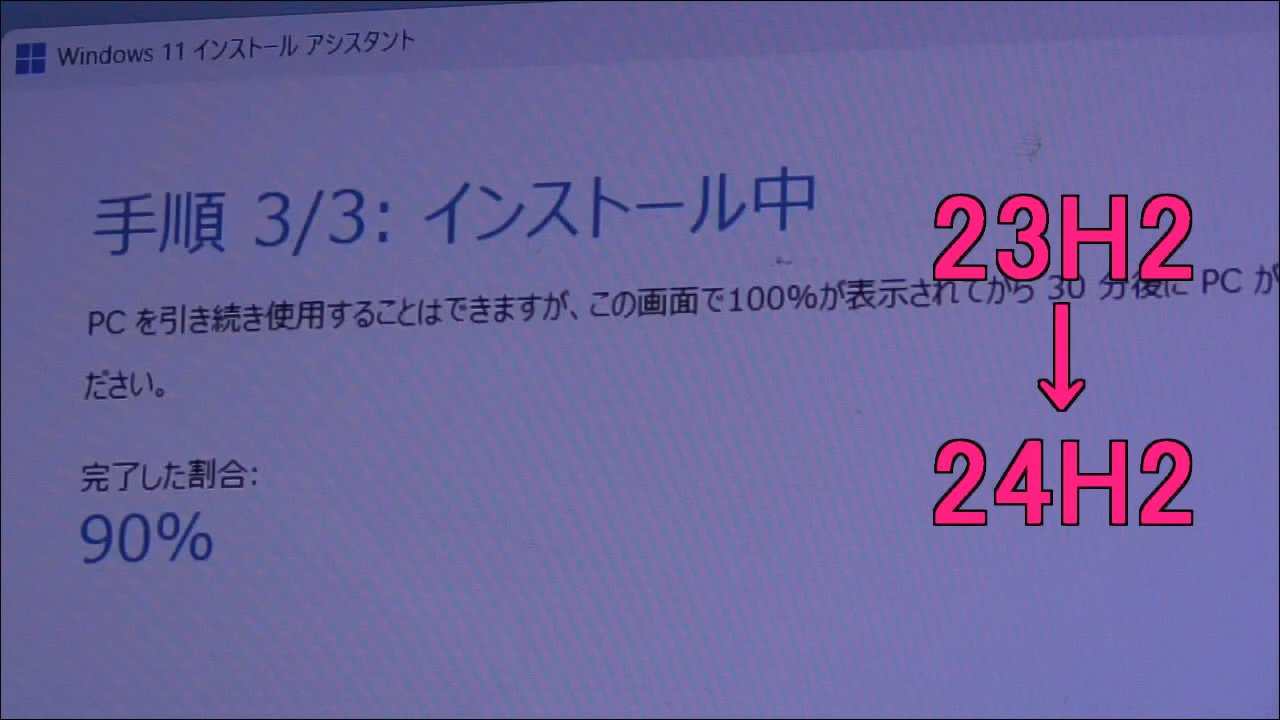 Windows 11 インストール アシスタント
手順 3/3: インストール中
PC を引き続き使用することはできますが、この画面で100%が表示されてから 30 分後に PC が
ださい。
完了した割合:
90%
23H2
↓
24H2